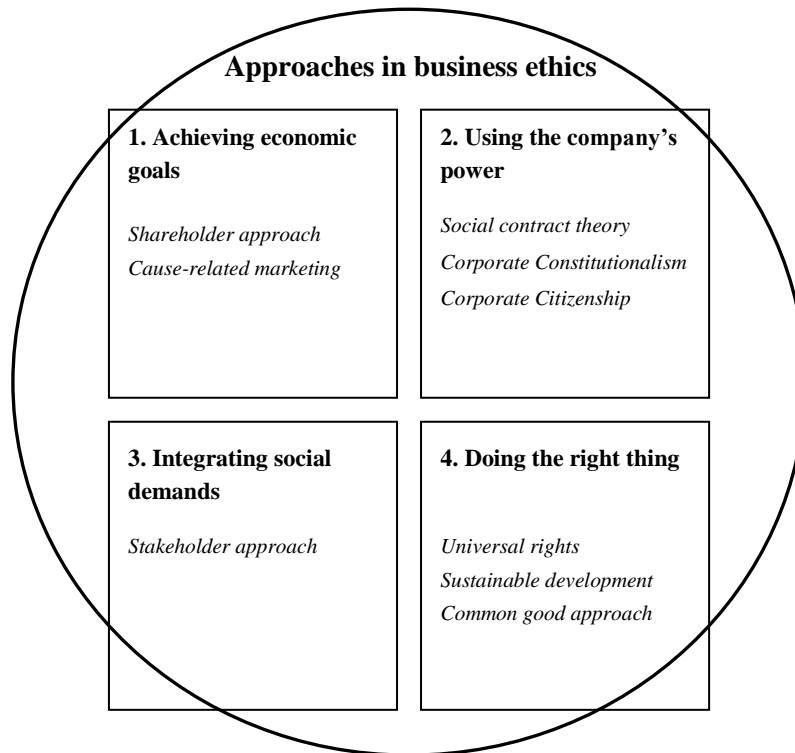 Approaches in business ethics
1. Achieving economic
goals
Shareholder approach
Cause-related marketing
2. Using the company’s
power
Social contract theory
Corporate Constitutionalism
Corporate Citizenship
3. Integrating social
demands
Stakeholder approach
4. Doing the right thing
Universal rights
Sustainable development
Common good approach